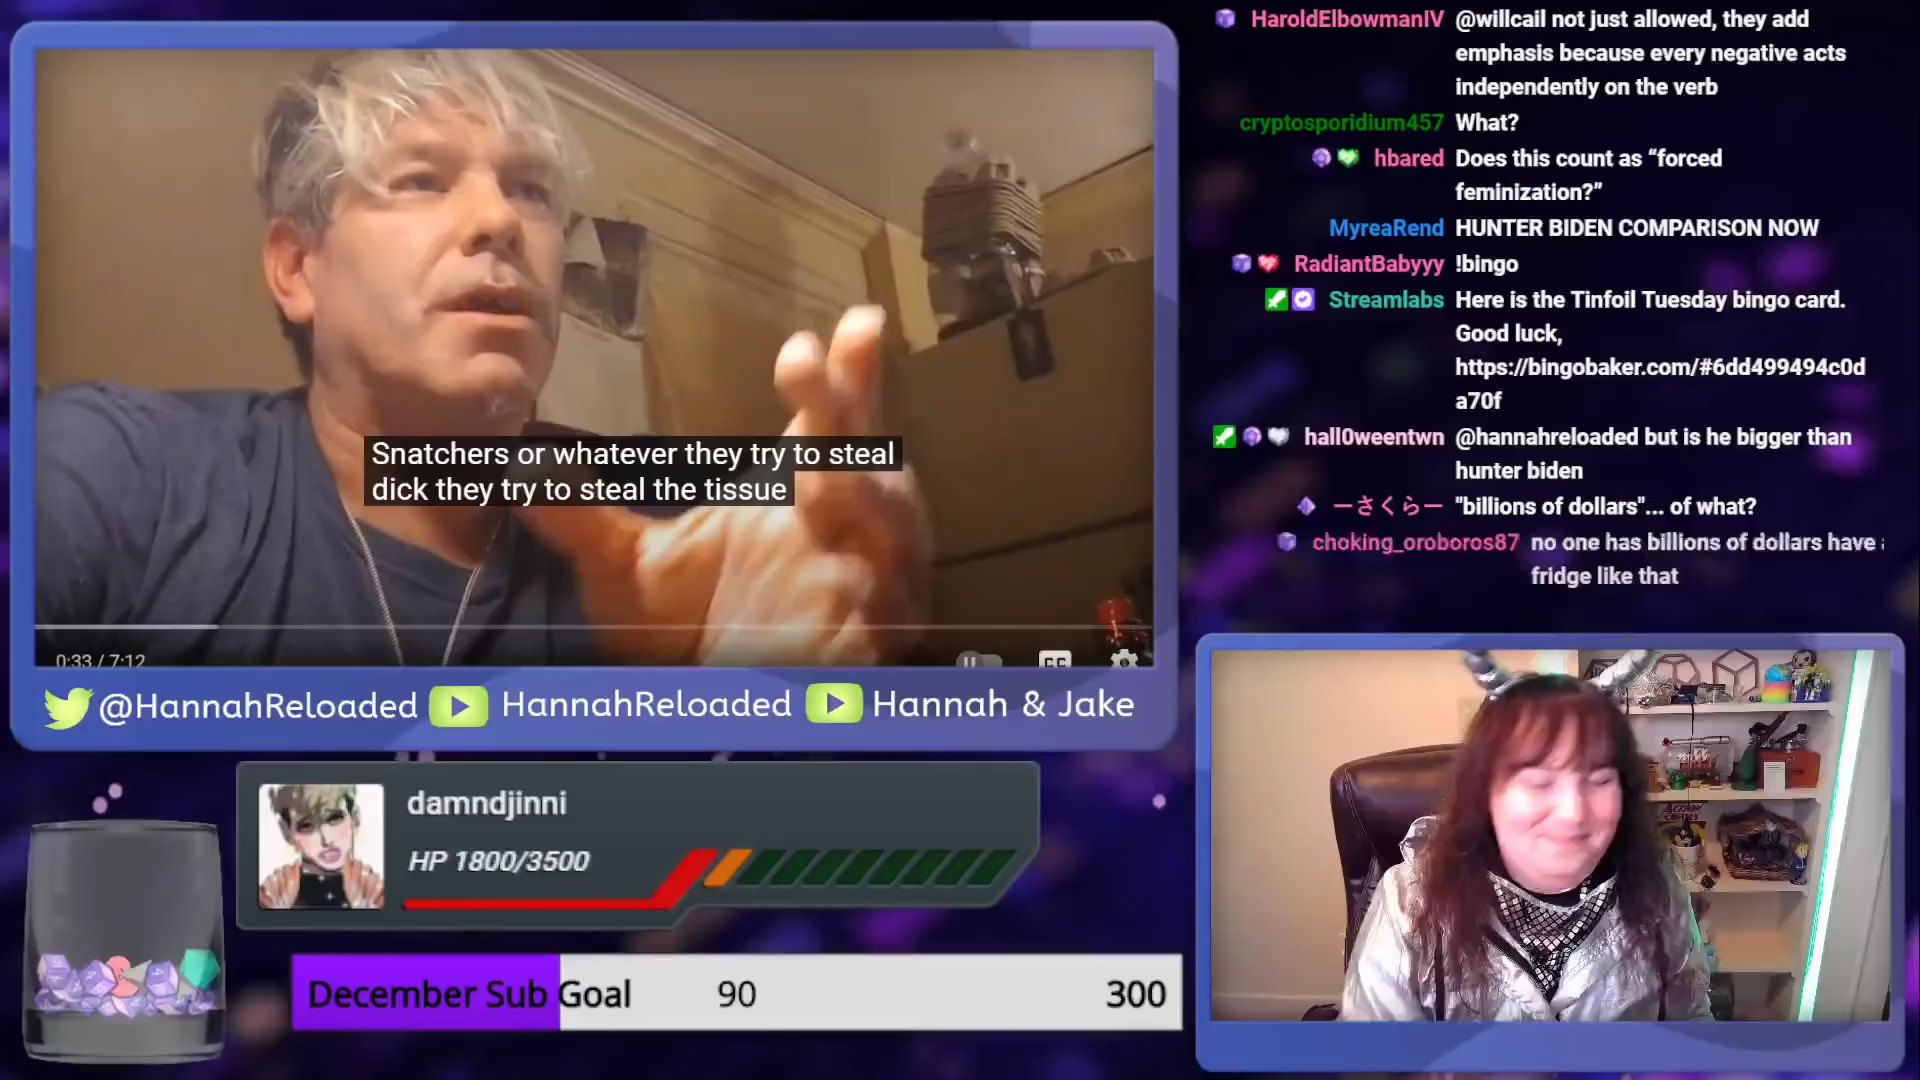 Snatchers or whatever they try to steal
dick they try to steal the tissue
0:33 / 7:12
@HannahReloaded HannahReloaded Hannah & Jake
damndjinni
HP 1800/3500
December Sub Goal 90 300
HaroldElbowmanIV @willcail not just allowed, they add
emphasis because every negative acts
independently on the verb
cryptosporidium457 What?
hbared Does this count as “forced
feminization?”
MyreaRend HUNTER BIDEN COMPARISON NOW
RadiantBabyyy !bingo
Streamlabs Here is the Tinfoil Tuesday bingo card.
Good luck,
https://bingobaker.com/#6dd499494c0d
a70f
hall0weentwn @hannahreloaded but is he bigger than
hunter biden
ーさくらー "billions of dollars"... of what?
choking_oroboros87 no one has billions of dollars have
fridge like that